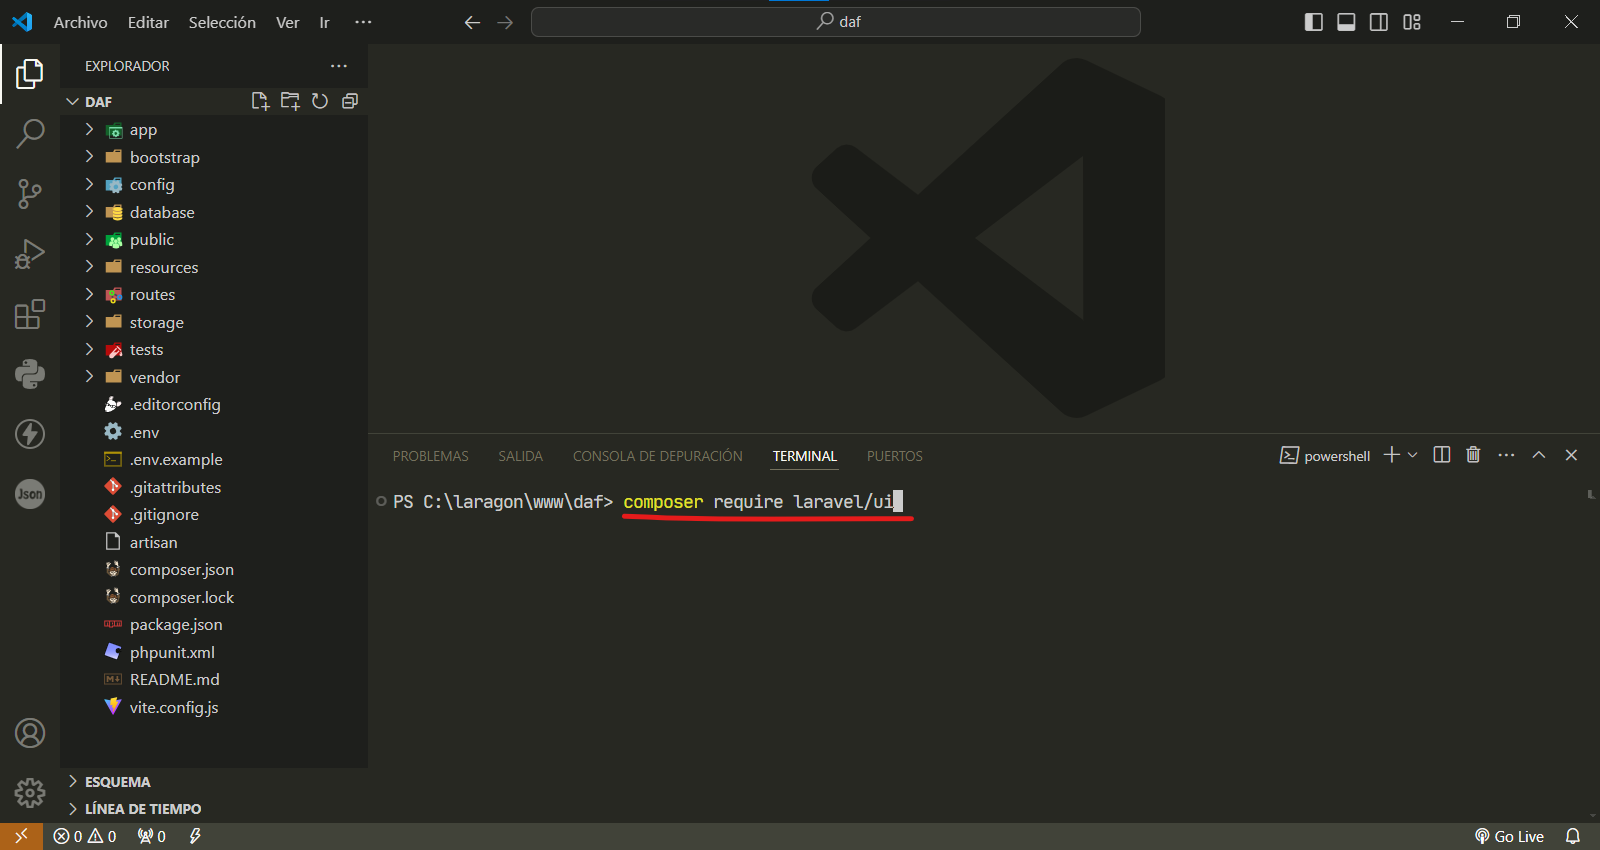 Archivo Editar Selección Ver Ir ··· daf
EXPLORADOR ···
DAF
app
bootstrap
config
database
public
resources
routes
storage
tests
vendor
.editorconfig
.env
.env.example
.gitattributes
.gitignore
artisan
composer.json
composer.lock
package.json
phpunit.xml
README.md
vite.config.js
Json
ESQUEMA
LÍNEA DE TIEMPO
PROBLEMAS SALIDA CONSOLA DE DEPURACIÓN TERMINAL PUERTOS powershell
PS C:\laragon\www\daf> composer require laravel/ui
0 0 0 Go Live